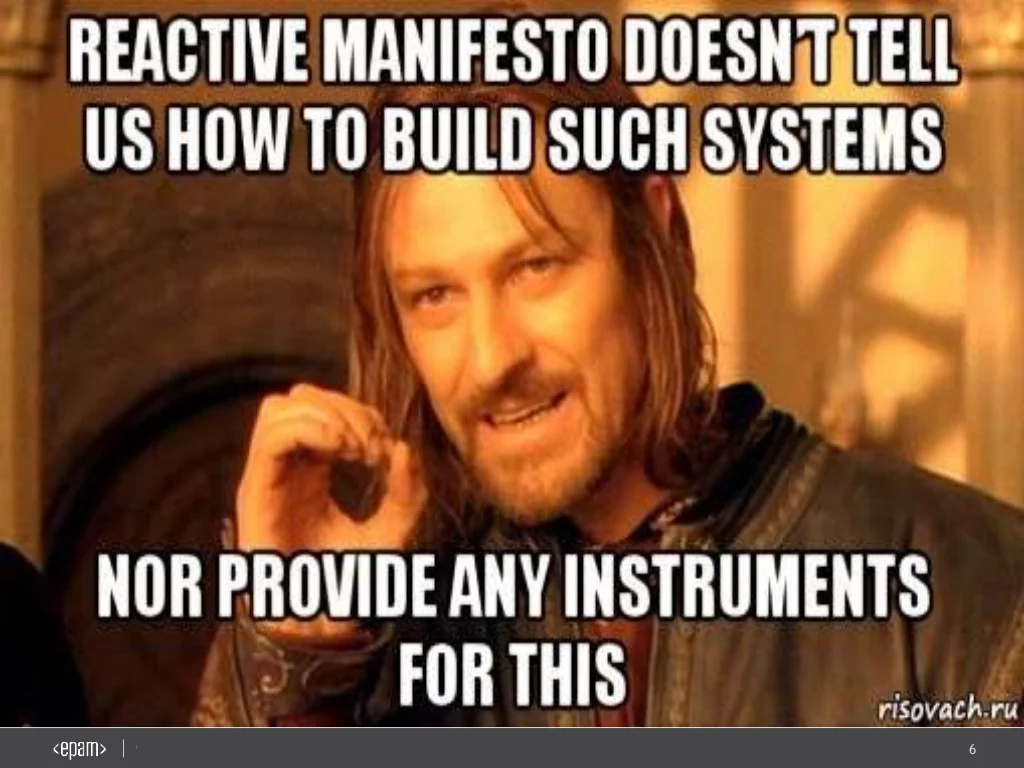 REACTIVE MANIFESTO DOESN'T TELL
US HOW TO BUILD SUCH SYSTEMS
NOR PROVIDE ANY INSTRUMENTS
FOR THIS
risovach.ru
<epam> |
6